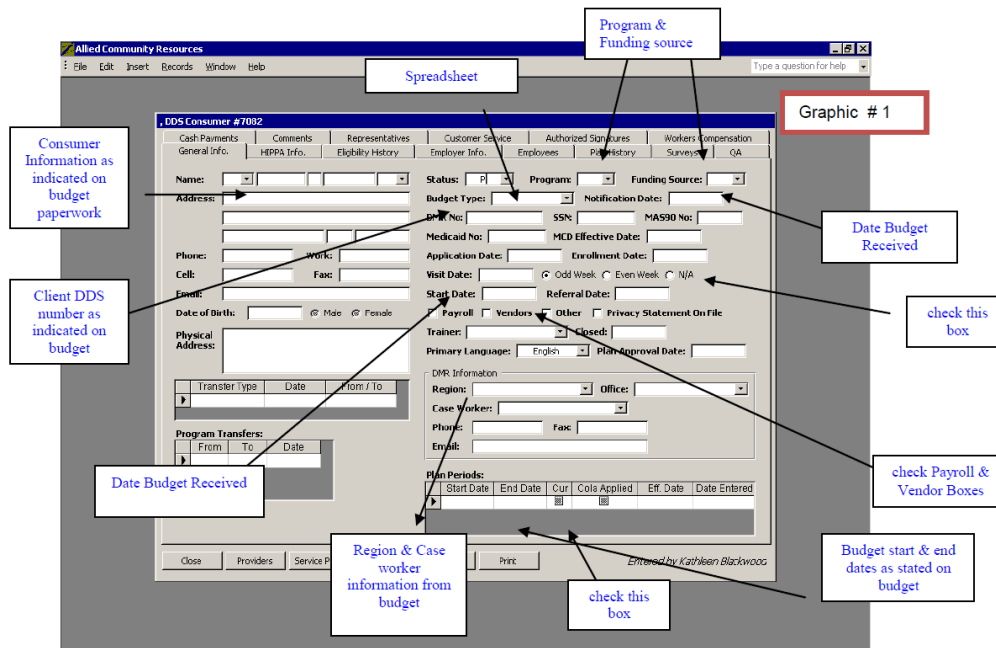 Program &
Funding source
Allied Community Resources
File Edit Insert Records Window Help
Type a question for help
Spreadsheet
Graphic # 1
, DDS Consumer #7082
Cash Payments Comments Representatives Customer Service Authorized Signatures Workers Compensation
General Info. HIPPA Info. Eligibility History Employer Info. Employees Plan History Surveys QA
Consumer
Information as
indicated on
budget
paperwork
Name:
Status: P Program: Funding Source:
Address:
Budget Type: Notification Date:
DMR No: SSN: MAS90 No:
Medicaid No: MCD Effective Date:
Date Budget
Received
Phone: Work:
Application Date: Enrollment Date:
Cell: Fax:
Visit Date: Odd Week Even Week N/A
Email:
Start Date: Referral Date:
Client DDS
number as
indicated on
budget
check this
box
Date of Birth: Male Female
Payroll Vendors Other Privacy Statement On File
Physical
Address:
Trainer: Closed:
Primary Language: English Plan Approval Date:
DMR Information
Region: Office:
Case Worker:
Phone: Fax:
Email:
Transfer Type Date From / To
Program Transfers:
From To Date
Date Budget Received
check Payroll &
Vendor Boxes
Plan Periods:
Start Date End Date Cur Cola Applied Eff. Date Date Entered
Region & Case
worker
information from
budget
check this
box
Budget start & end
dates as stated on
budget
Close Providers Service P Print Entered by Kathleen Blackwood